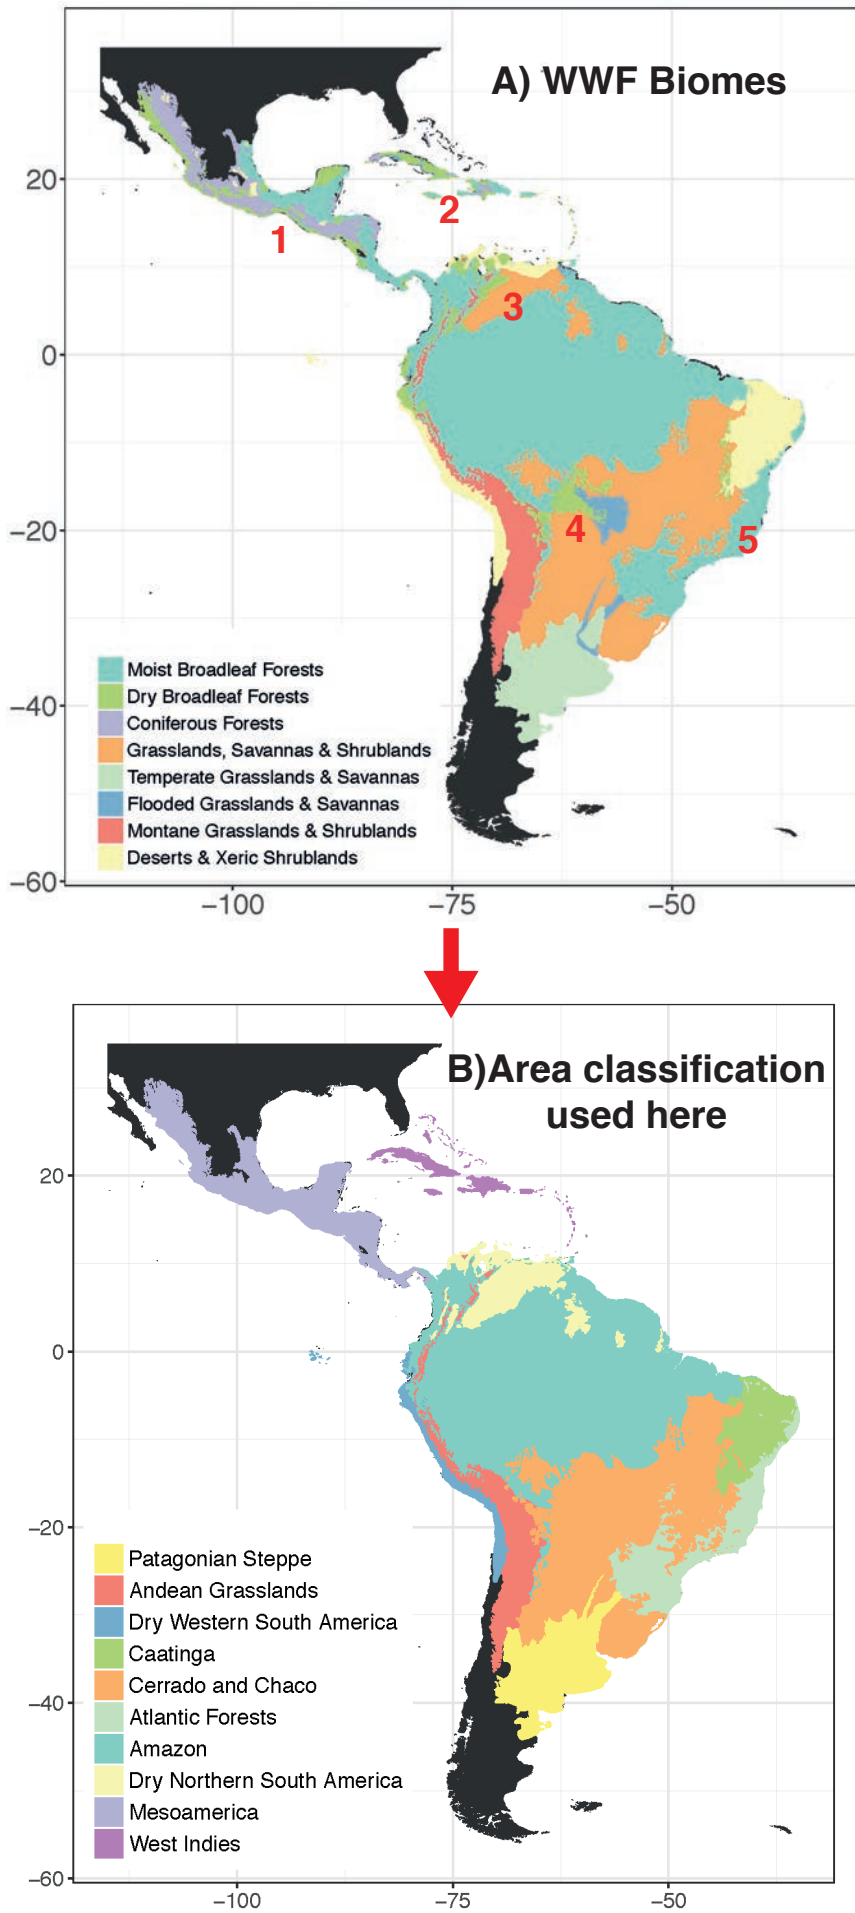 A) WWF Biomes
20
2
1
3
0
4
−20
5
Moist Broadleaf Forests
Dry Broadleaf Forests
Coniferous Forests
−40
Grasslands, Savannas & Shrublands
Temperate Grasslands & Savannas
Flooded Grasslands & Savannas
Montane Grasslands & Shrublands
Deserts & Xeric Shrublands
−60
−100
−75
−50
B)Area classification
used here
20
0
−20
Patagonian Steppe
Andean Grasslands
Dry Western South America
Caatinga
Cerrado and Chaco
−40
Atlantic Forests
Amazon
Dry Northern South America
Mesoamerica
West Indies
−60
−100
−75
−50